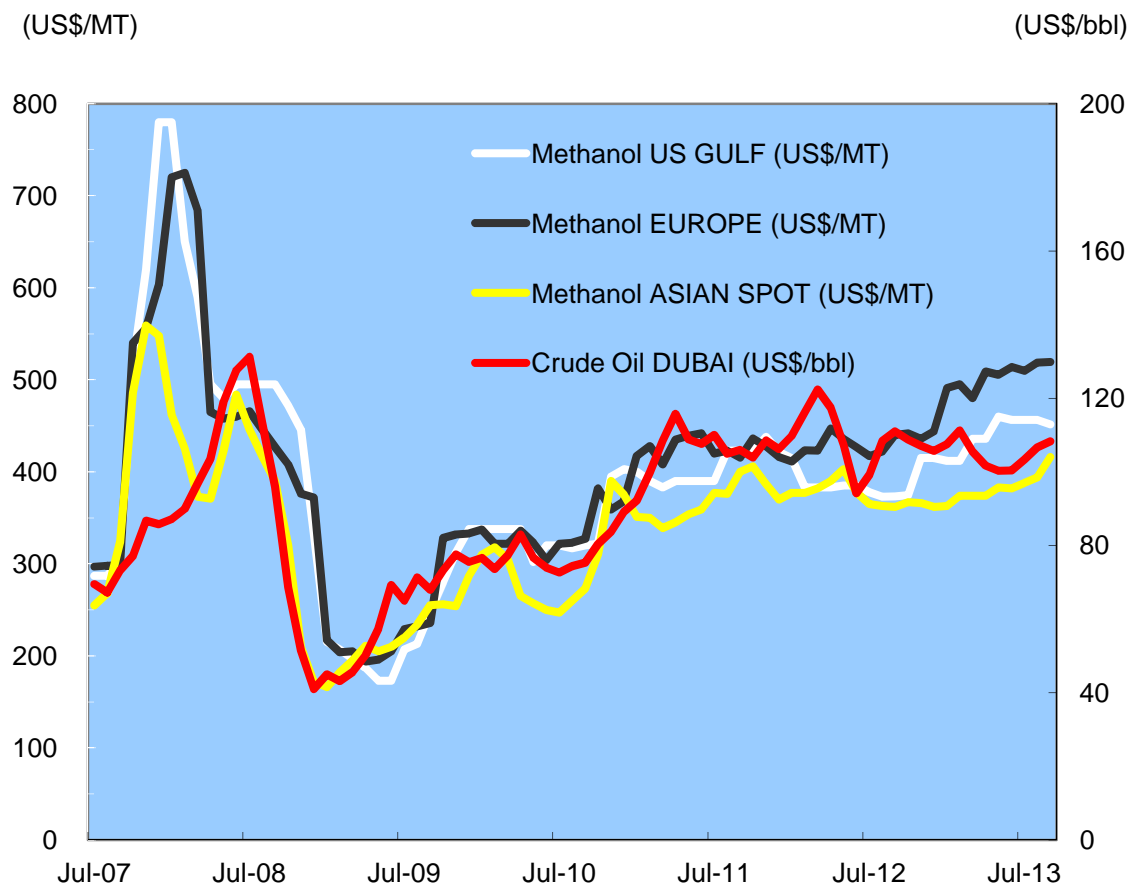 (US$/MT) (US$/bbl)
800 200
Methanol US GULF (US$/MT)
700
Methanol EUROPE (US$/MT)
160
600
Methanol ASIAN SPOT (US$/MT)
Crude Oil DUBAI (US$/bbl)
500
120
400
300 80
200
40
100
0 0
Jul-07 Jul-08 Jul-09 Jul-10 Jul-11 Jul-12 Jul-13